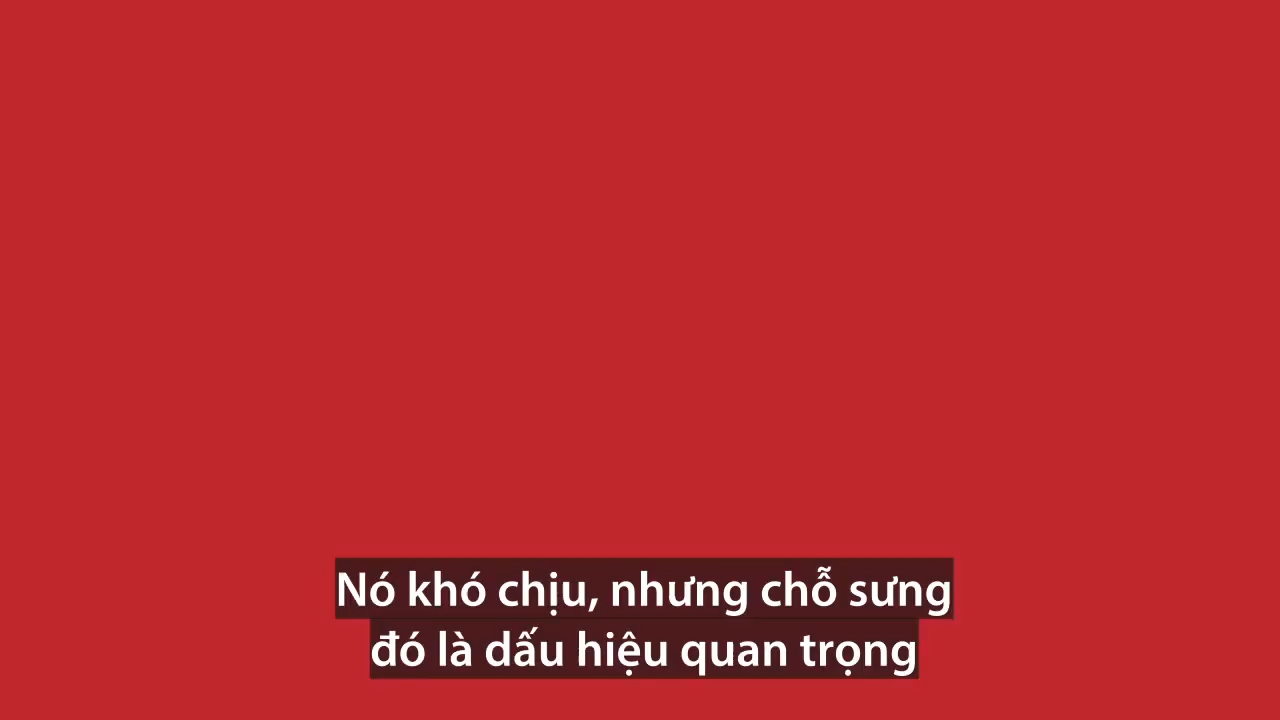 Nó khó chịu, nhưng chỗ sưng
đó là dấu hiệu quan trọng